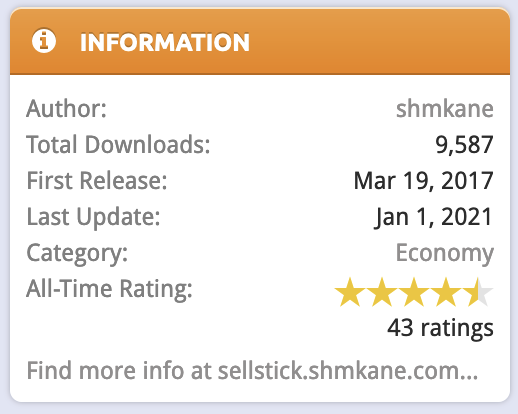 INFORMATION
Author: shmkane
Total Downloads: 9,587
First Release: Mar 19, 2017
Last Update: Jan 1, 2021
Category: Economy
All-Time Rating:
43 ratings
Find more info at sellstick.shmkane.com...